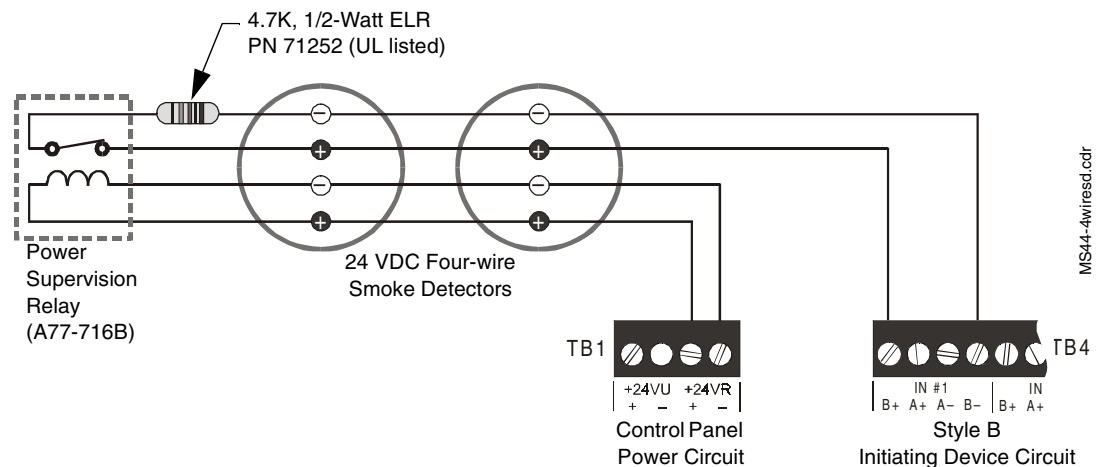 4.7K, 1/2-Watt ELR
PN 71252 (UL listed)
− −
+ +
− −
+ +
MS44-4wiresd.cdr
Power
Supervision
Relay
(A77-716B)
24 VDC Four-wire
Smoke Detectors
TB1
TB4
+24VU +24VR
+ − + −
IN #1 IN
B+ A+ A− B− B+ A+
Control Panel
Power Circuit
Style B
Initiating Device Circuit